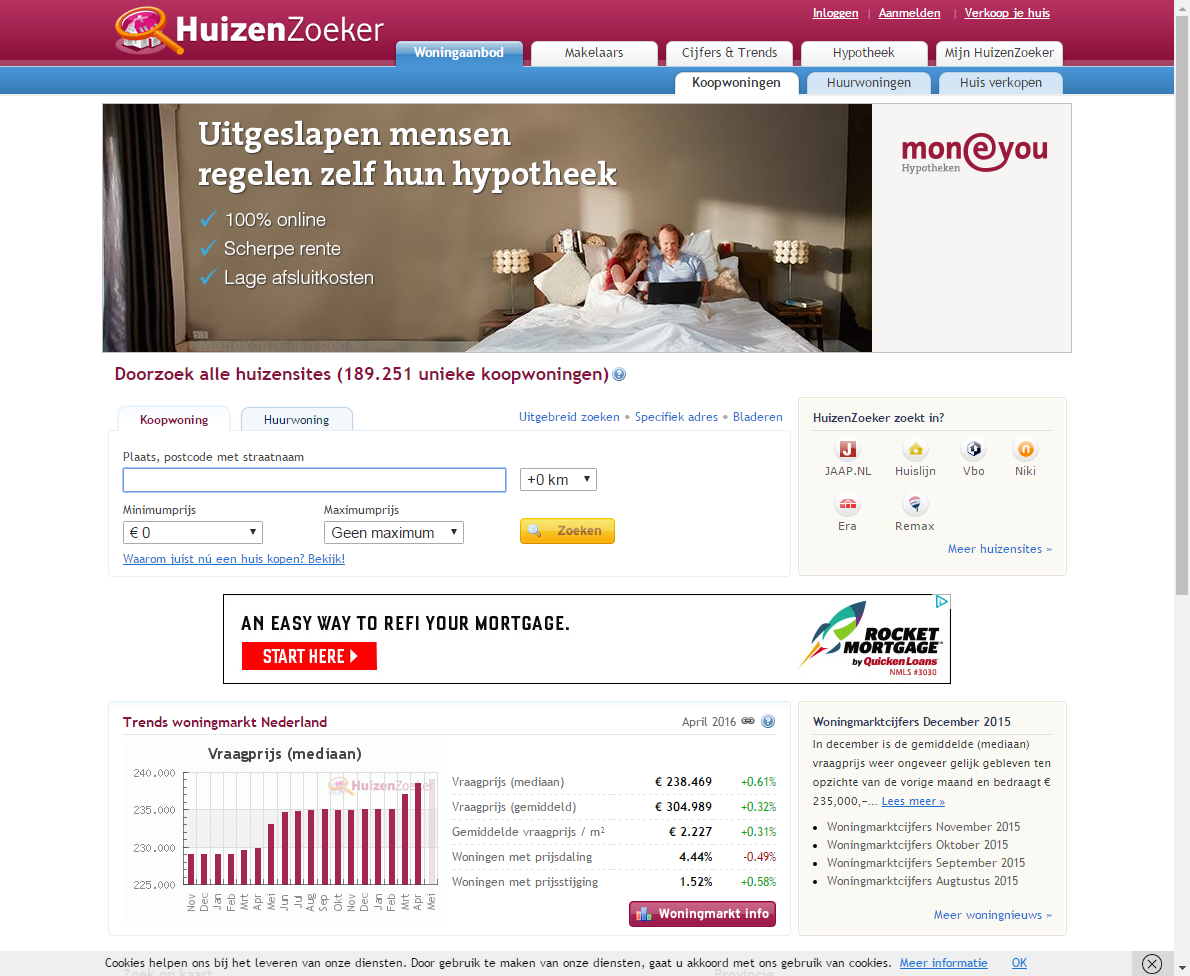 HuizenZoeker
Inloggen | Aanmelden | Verkoop je huis
Woningaanbod Makelaars Cijfers & Trends Hypotheek Mijn HuizenZoeker
Koopwoningen Huurwoningen Huis verkopen
Uitgeslapen mensen
regelen zelf hun hypotheek
100% online
Scherpe rente
Lage afsluitkosten
moneyou
Hypotheken
Doorzoek alle huizensites (189.251 unieke koopwoningen)
Koopwoning Huurwoning
Uitgebreid zoeken • Specifiek adres • Bladeren
Plaats, postcode met straatnaam
+0 km
Minimumprijs Maximumprijs
€ 0 Geen maximum Zoeken
Waarom juist nú een huis kopen? Bekijk!
HuizenZoeker zoekt in?
JAAP.NL Huislijn Vbo Niki
Era Remax
Meer huizensites »
AN EASY WAY TO REFI YOUR MORTGAGE.
START HERE
ROCKET
MORTGAGE
by Quicken Loans
NMLS #3030
Trends woningmarkt Nederland
April 2016
Vraagprijs (mediaan)
HuizenZoeker
240.000
235.000
230.000
225.000
Nov Dec Jan Feb Mrt Apr Mei Jun Jul Aug Sep Okt Nov Dec Jan Feb Mrt Apr Mei
Vraagprijs (mediaan) € 238.469 +0.61%
Vraagprijs (gemiddeld) € 304.989 +0.32%
Gemiddelde vraagprijs / m² € 2.227 +0.31%
Woningen met prijsdaling 4.44% -0.49%
Woningen met prijsstijging 1.52% +0.58%
Woningmarkt info
Woningmarktcijfers December 2015
In december is de gemiddelde (mediaan)
vraagprijs weer ongeveer gelijk gebleven ten
opzichte van de vorige maand en bedraagt €
235,000,–... Lees meer »
Woningmarktcijfers November 2015
Woningmarktcijfers Oktober 2015
Woningmarktcijfers September 2015
Woningmarktcijfers Augtustus 2015
Meer woningnieuws »
Cookies helpen ons bij het leveren van onze diensten. Door gebruik te maken van onze diensten, gaat u akkoord met ons gebruik van cookies. Meer informatie OK
Zoek op kaart Provincie